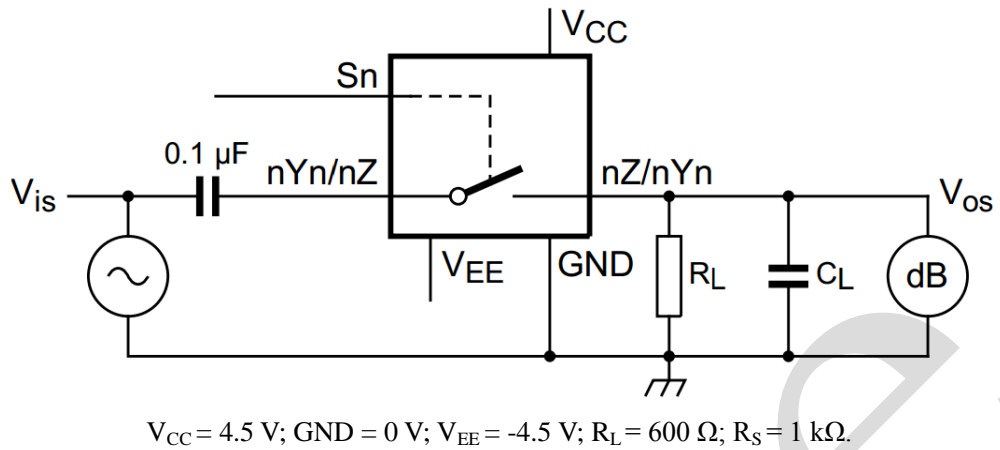 VCC
Sn
0.1 µF
nYn/nZ
nZ/nYn
Vis
Vos
VEE
GND
RL
CL
dB
VCC = 4.5 V; GND = 0 V; VEE = -4.5 V; RL = 600 Ω; RS = 1 kΩ.